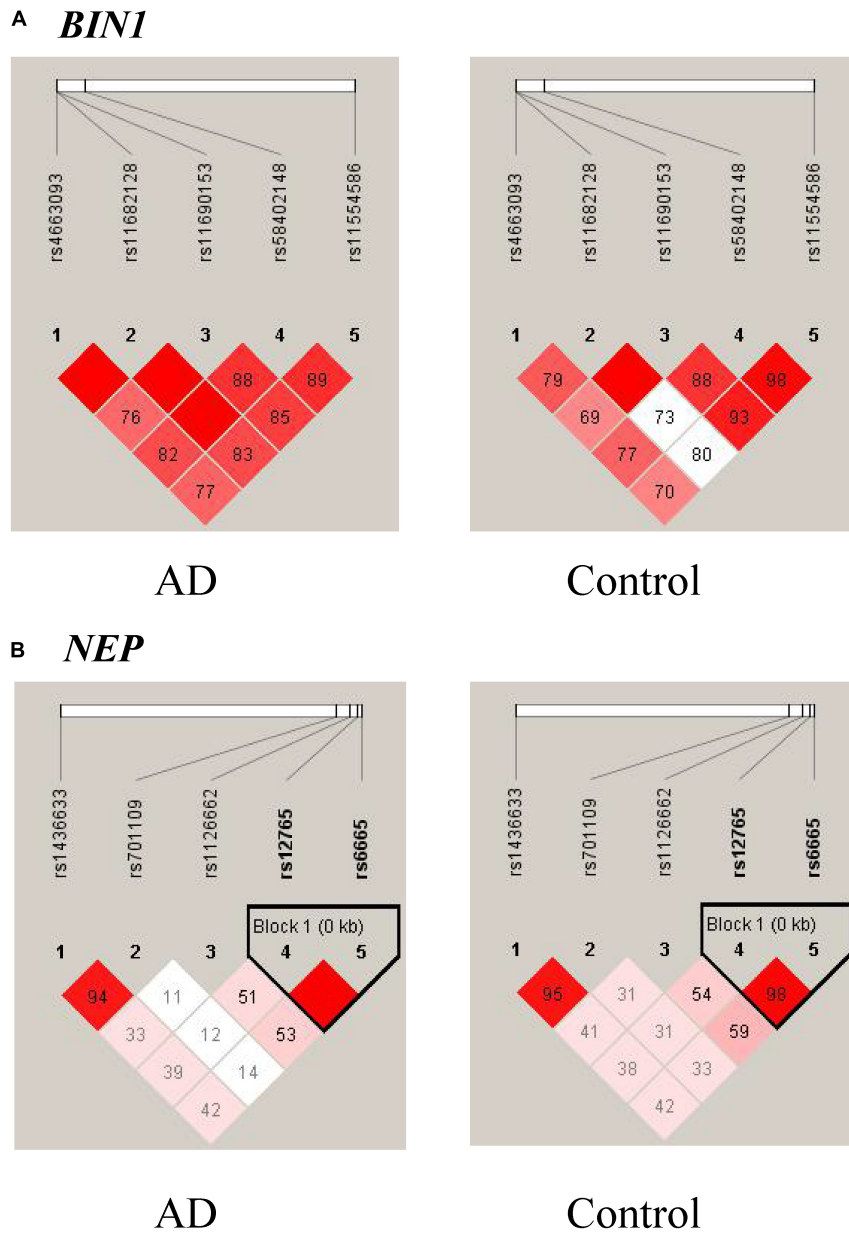 A BIN1
rs4663093 rs11682128 rs11690153 rs58402148 rs11554586
1 2 3 4 5
88 89
76 85
82 83
77
AD
rs4663093 rs11682128 rs11690153 rs58402148 rs11554586
1 2 3 4 5
79 88 98
69 73 93
77 80
70
Control
B NEP
rs1436633 rs701109 rs1126662 rs12765 rs6665
Block 1 (0 kb)
1 2 3 4 5
94 11 51
33 12 53
39 14
42
AD
rs1436633 rs701109 rs1126662 rs12765 rs6665
Block 1 (0 kb)
1 2 3 4 5
95 31 54 98
41 31 59
38 33
42
Control